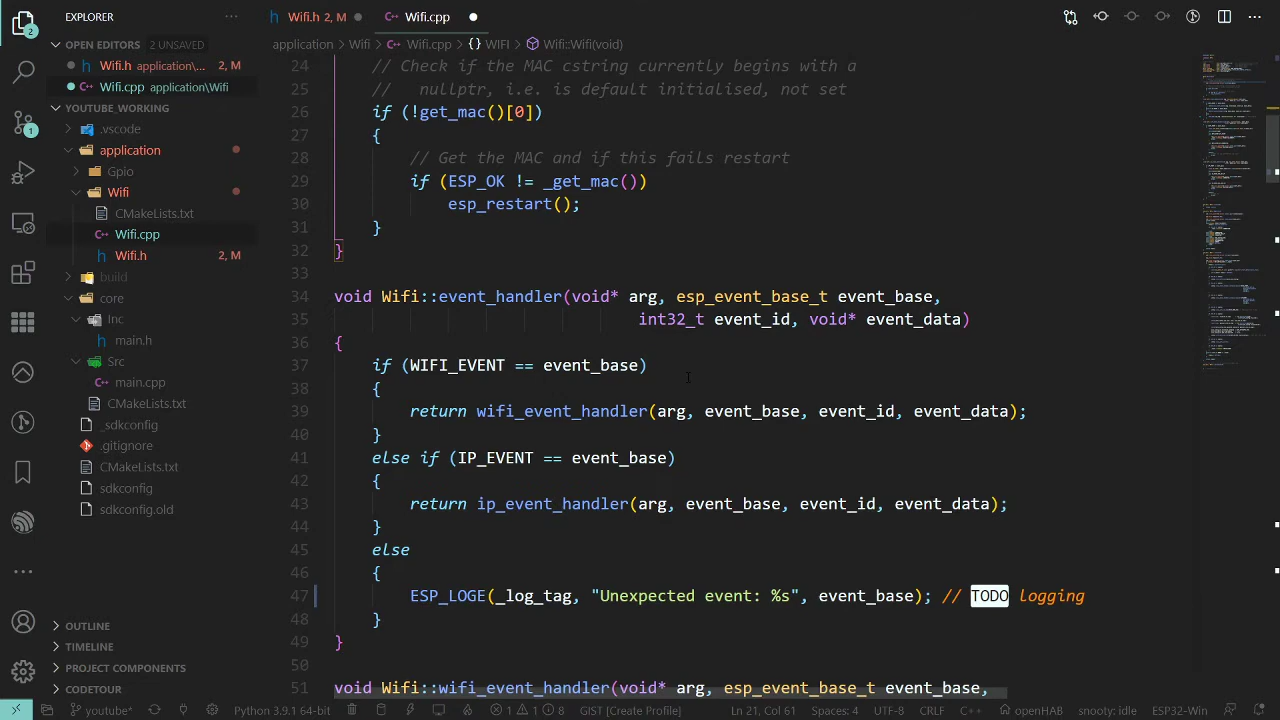 EXPLORER
OPEN EDITORS 2 UNSAVED
Wifi.h application\... 2, M
Wifi.cpp application\Wifi
YOUTUBE_WORKING
.vscode
application
Gpio
Wifi
CMakeLists.txt
Wifi.cpp
Wifi.h 2, M
build
core
Inc
main.h
Src
main.cpp
CMakeLists.txt
_sdkconfig
.gitignore
CMakeLists.txt
sdkconfig
sdkconfig.old
OUTLINE
TIMELINE
PROJECT COMPONENTS
CODETOUR
Wifi.h 2, M
Wifi.cpp
application > Wifi > Wifi.cpp > {} WIFI > Wifi::Wifi(void)
24 // Check if the MAC cstring currently begins with a
25 // nullptr, i.e. is default initialised, not set
26 if (!get_mac()[0])
27 {
28 // Get the MAC and if this fails restart
29 if (ESP_OK != _get_mac())
30 esp_restart();
31 }
32 }
33
34 void Wifi::event_handler(void* arg, esp_event_base_t event_base,
35 int32_t event_id, void* event_data)
36 {
37 if (WIFI_EVENT == event_base)
38 {
39 return wifi_event_handler(arg, event_base, event_id, event_data);
40 }
41 else if (IP_EVENT == event_base)
42 {
43 return ip_event_handler(arg, event_base, event_id, event_data);
44 }
45 else
46 {
47 ESP_LOGE(_log_tag, "Unexpected event: %s", event_base); // TODO logging
48 }
49 }
50
51 void Wifi::wifi_event_handler(void* arg, esp_event_base_t event_base,
youtube* Python 3.9.1 64-bit 1 1 8 GIST [Create Profile] Ln 21, Col 61 Spaces: 4 UTF-8 CRLF C++ openHAB snooty: idle ESP32-Win